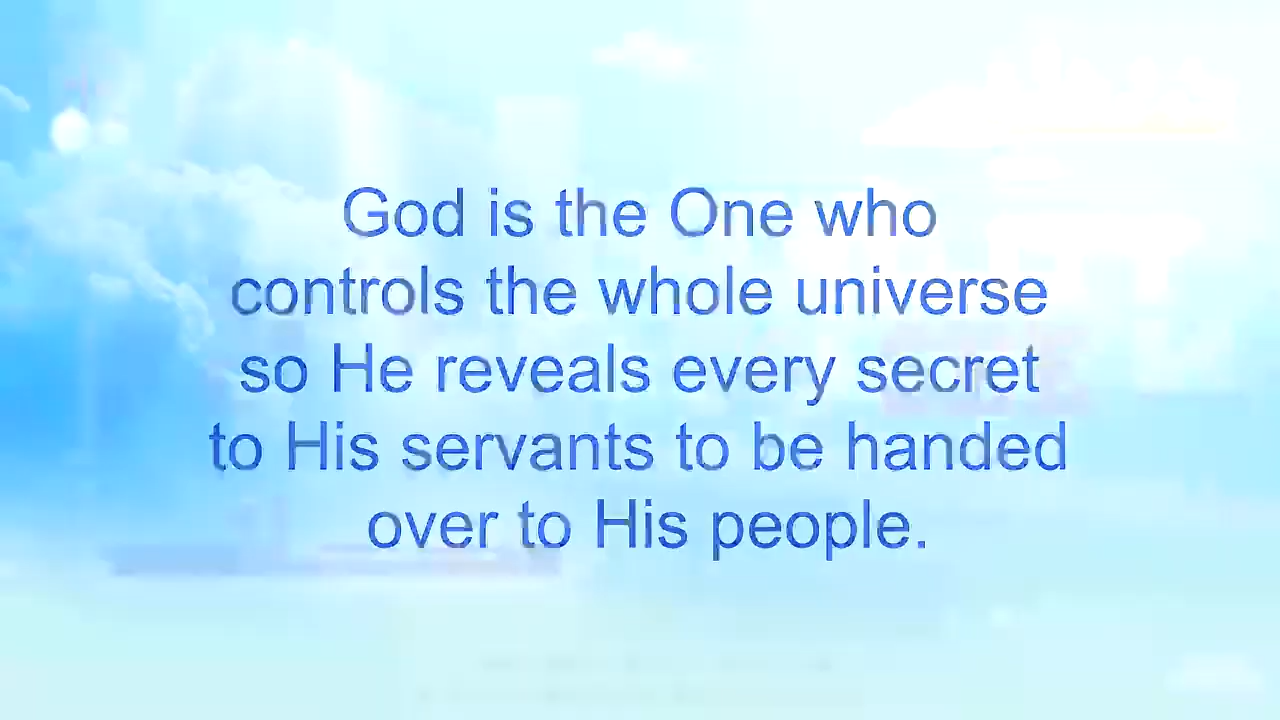 God is the One who
controls the whole universe
so He reveals every secret
to His servants to be handed
over to His people.